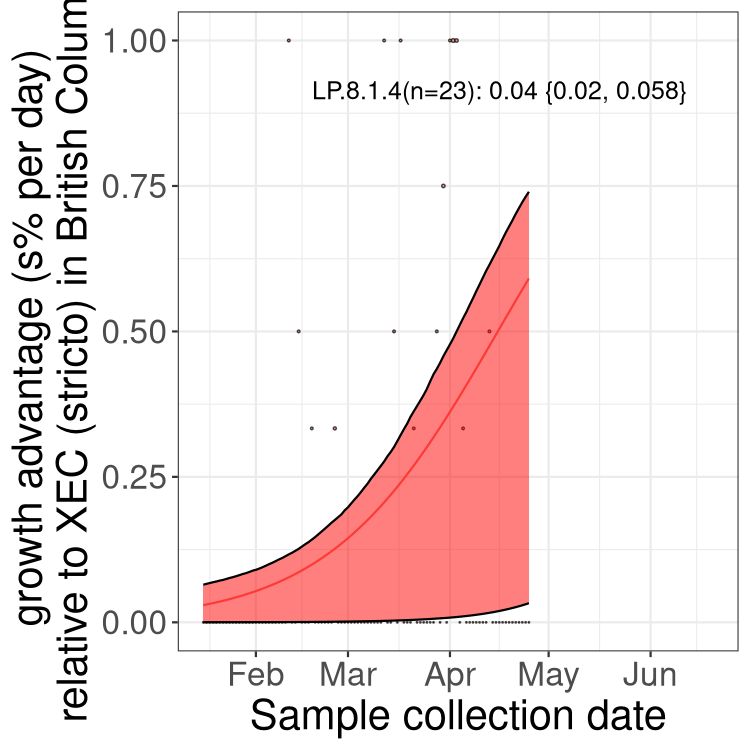 growth advantage (s% per day)
relative to XEC (stricto) in British Colum
1.00
0.75
0.50
0.25
0.00
LP.8.1.4(n=23): 0.04 {0.02, 0.058}
Feb Mar Apr May Jun
Sample collection date